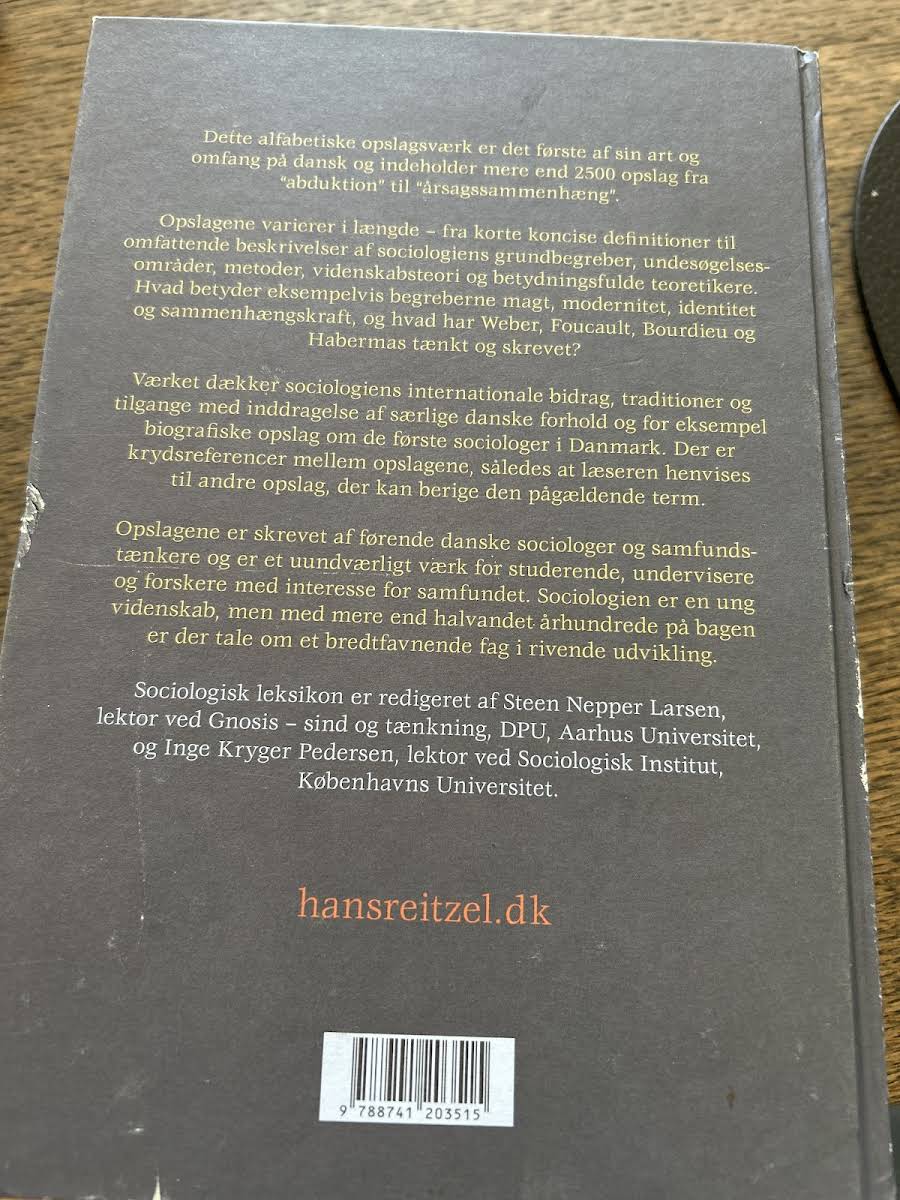 Dette alfabetiske opslagsværk er det første af sin art og
omfang på dansk og indeholder mere end 2500 opslag fra
"abduktion" til "årsagssammenhæng".
Opslagene varierer i længde – fra korte koncise definitioner til
omfattende beskrivelser af sociologiens grundbegreber, undesøgelses-
områder, metoder, videnskabsteori og betydningsfulde teoretikere.
Hvad betyder eksempelvis begreberne magt, modernitet, identitet
og sammenhængskraft, og hvad har Weber, Foucault, Bourdieu og
Habermas tænkt og skrevet?
Værket dækker sociologiens internationale bidrag, traditioner og
tilgange med inddragelse af særlige danske forhold og for eksempel
biografiske opslag om de første sociologer i Danmark. Der er
krydsreferencer mellem opslagene, således at læseren henvises
til andre opslag, der kan berige den pågældende term.
Opslagene er skrevet af førende danske sociologer og samfunds-
tænkere og er et uundværligt værk for studerende, undervisere
og forskere med interesse for samfundet. Sociologien er en ung
videnskab, men med mere end halvandet århundrede på bagen
er der tale om et bredtfavnende fag i rivende udvikling.
Sociologisk leksikon er redigeret af Steen Nepper Larsen,
lektor ved Gnosis – sind og tænkning, DPU, Aarhus Universitet,
og Inge Kryger Pedersen, lektor ved Sociologisk Institut,
Københavns Universitet.
hansreitzel.dk
9 788741 203515